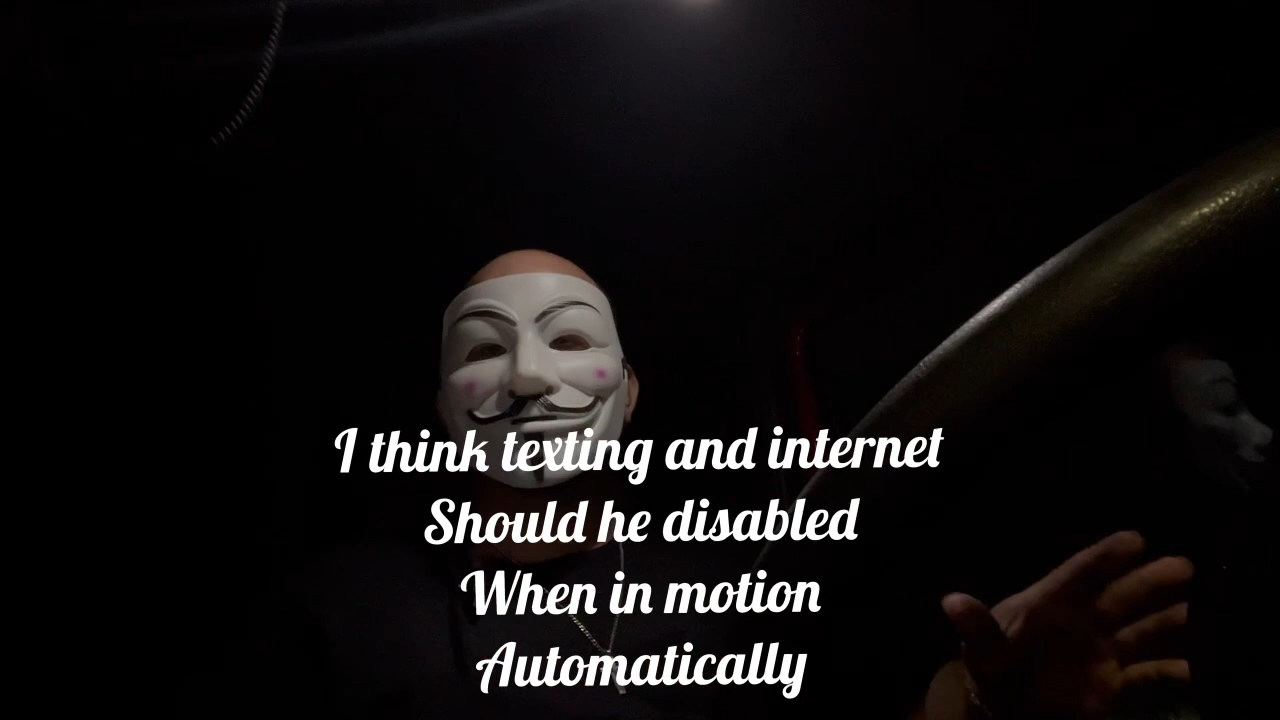 I think texting and internet
Should he disabled
When in motion
Automatically